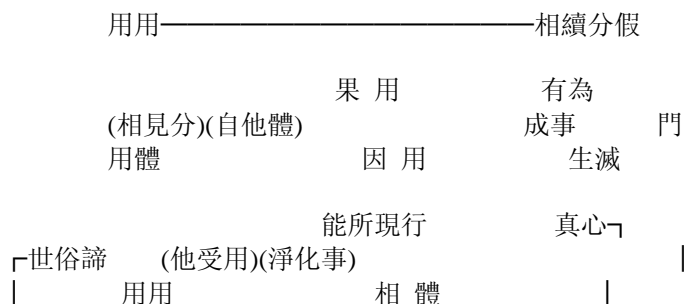 用用──────────────相續分假
果 用 有為
(相見分)(自他體) 成事 門
用體 因 用 生滅
能所現行 真心┐
┌世俗諦 (他受用)(淨化事) │
│ 用用 相 體 │